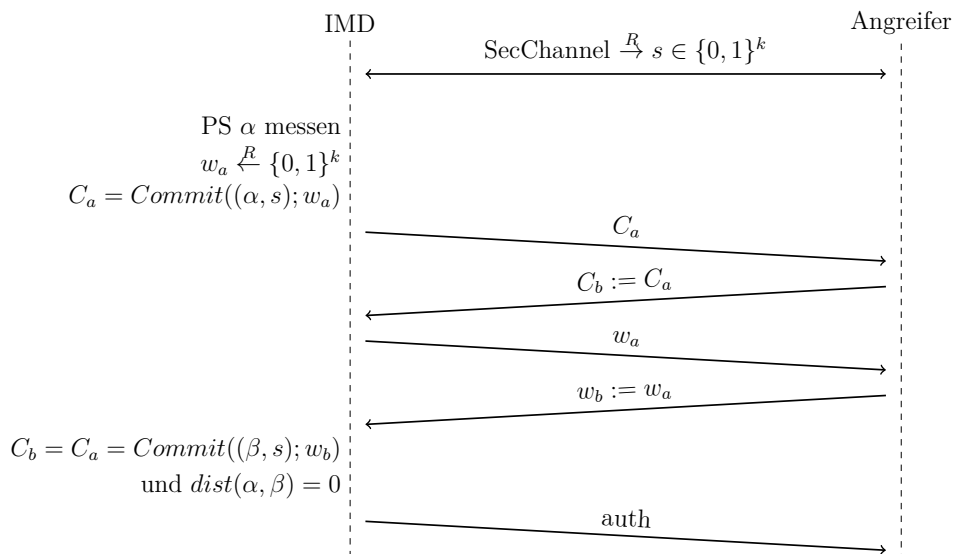 IMD
Angreifer
SecChannel $\xrightarrow{R} s \in \{0,1\}^k$
PS α messen
$w_a \xleftarrow{R} \{0,1\}^k$
$C_a = Commit((\alpha, s); w_a)$
$C_a$
$C_b := C_a$
$w_a$
$w_b := w_a$
$C_b = C_a = Commit((\beta, s); w_b)$
und $dist(\alpha, \beta) = 0$
auth